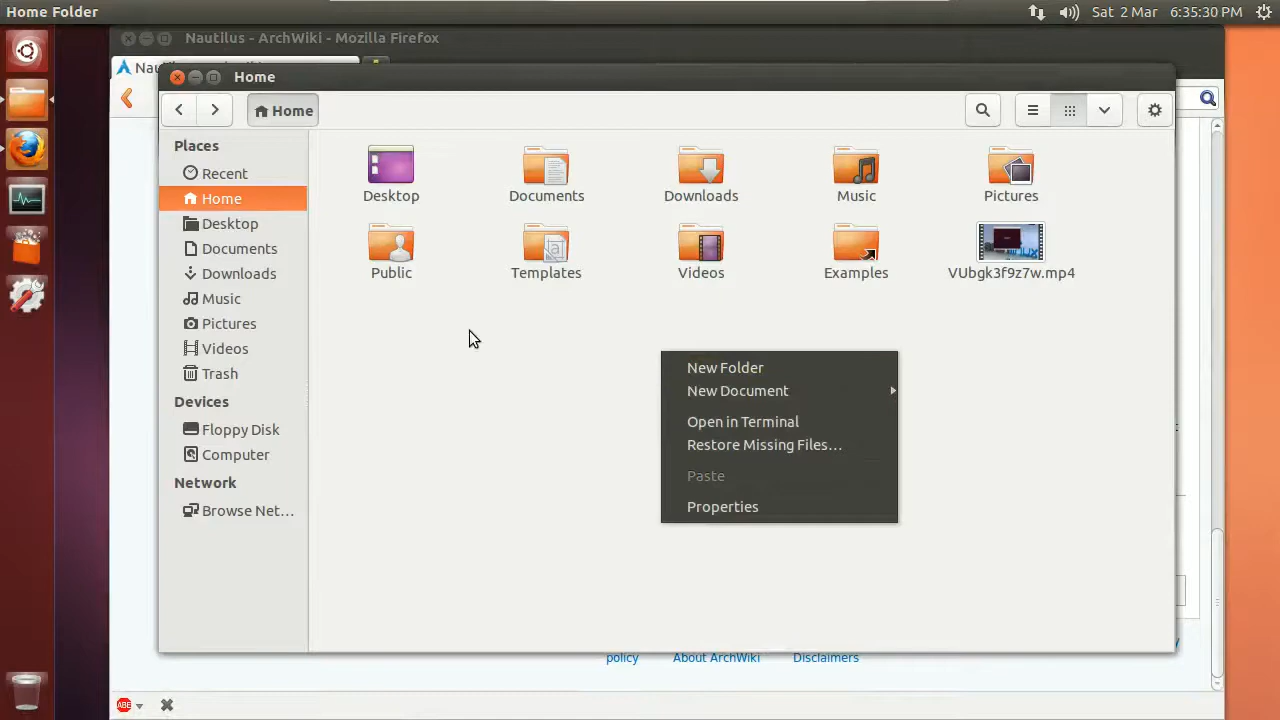 Home Folder
Sat 2 Mar 6:35:30 PM
Nautilus - ArchWiki - Mozilla Firefox
Home
Home
Places
Recent
Home
Desktop
Documents
Downloads
Music
Pictures
Videos
Trash
Devices
Floppy Disk
Computer
Network
Browse Net…
Desktop
Documents
Downloads
Music
Pictures
Public
Templates
Videos
Examples
VUbgk3f9z7w.mp4
New Folder
New Document
Open in Terminal
Restore Missing Files…
Paste
Properties
policy
About ArchWiki
Disclaimers
ABE